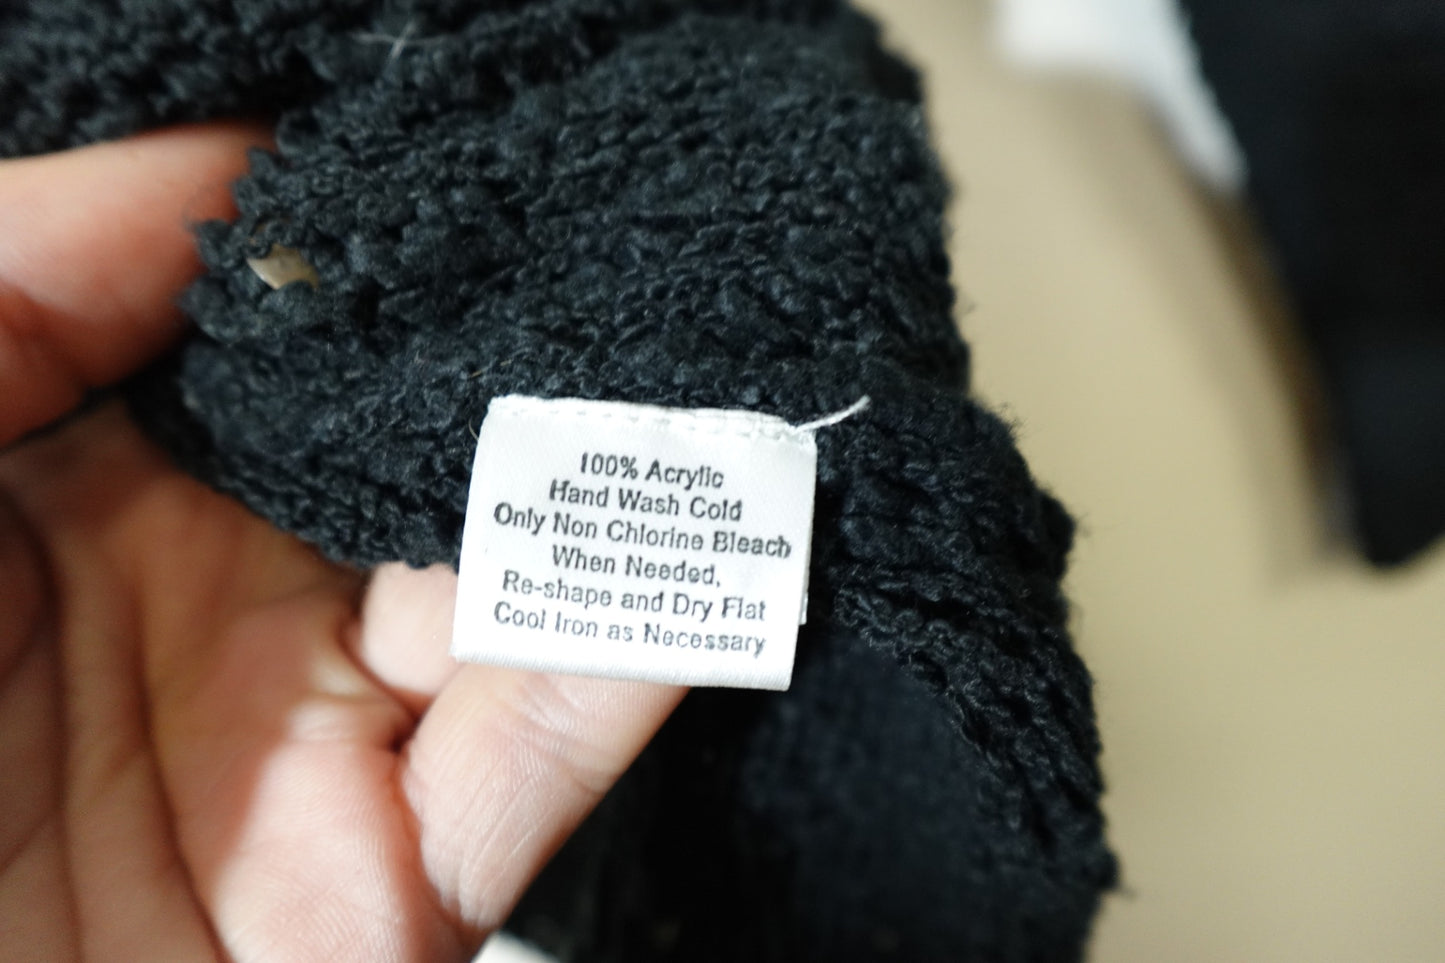 100% Acrylic
Hand Wash Cold
Only Non Chlorine Bleach
When Needed,
Re-shape and Dry Flat
Cool Iron as Necessary